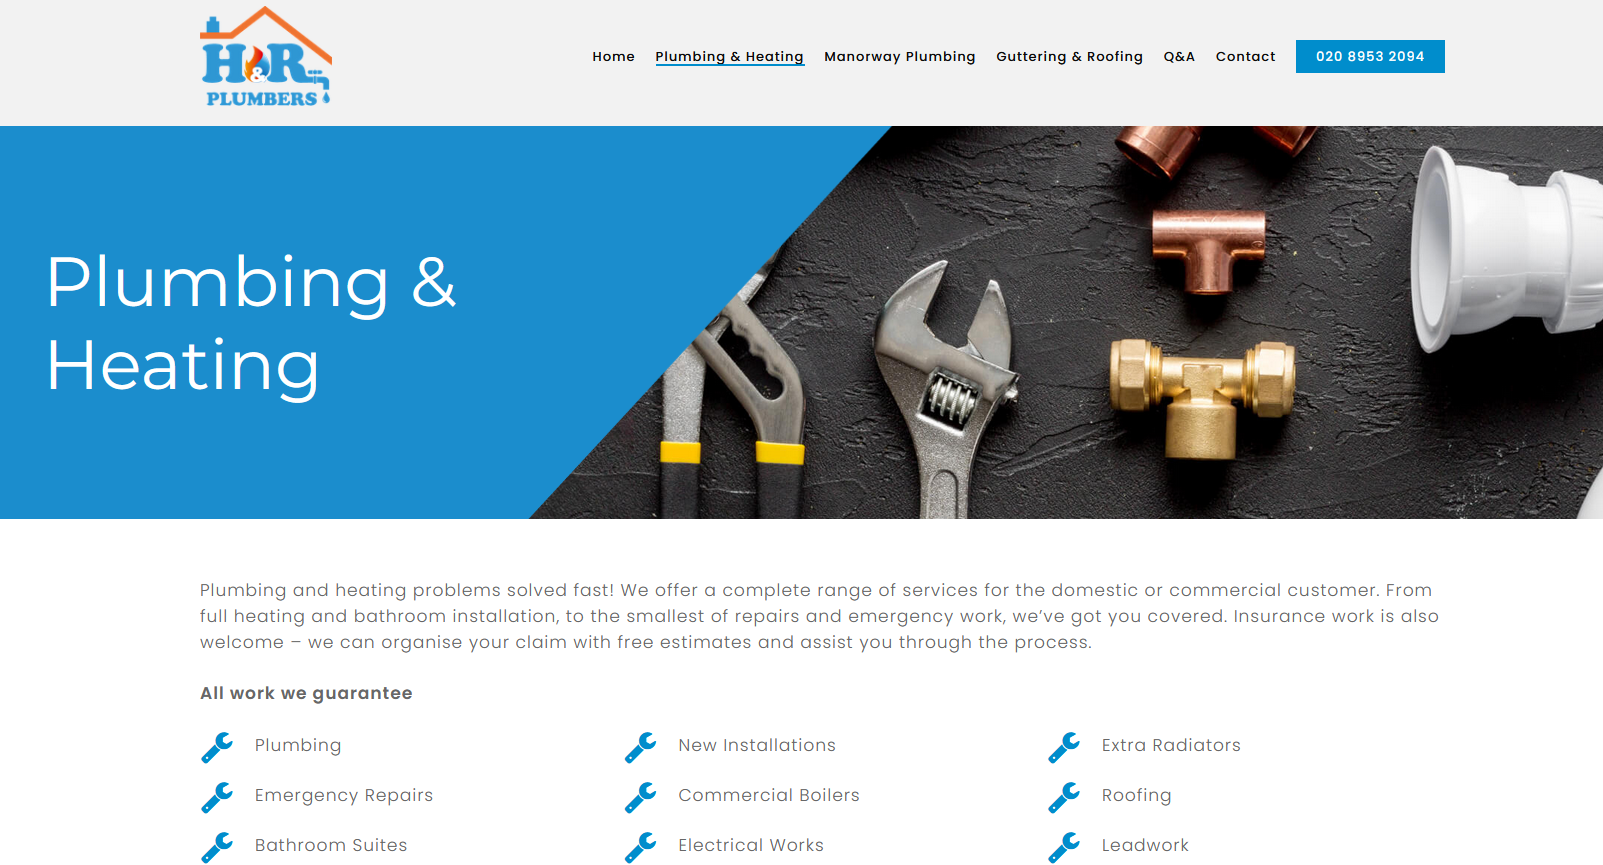 H&R
PLUMBERS
Home Plumbing & Heating Manorway Plumbing Guttering & Roofing Q&A Contact 020 8953 2094
Plumbing &
Heating
Plumbing and heating problems solved fast! We offer a complete range of services for the domestic or commercial customer. From
full heating and bathroom installation, to the smallest of repairs and emergency work, we’ve got you covered. Insurance work is also
welcome – we can organise your claim with free estimates and assist you through the process.
All work we guarantee
Plumbing New Installations Extra Radiators
Emergency Repairs Commercial Boilers Roofing
Bathroom Suites Electrical Works Leadwork